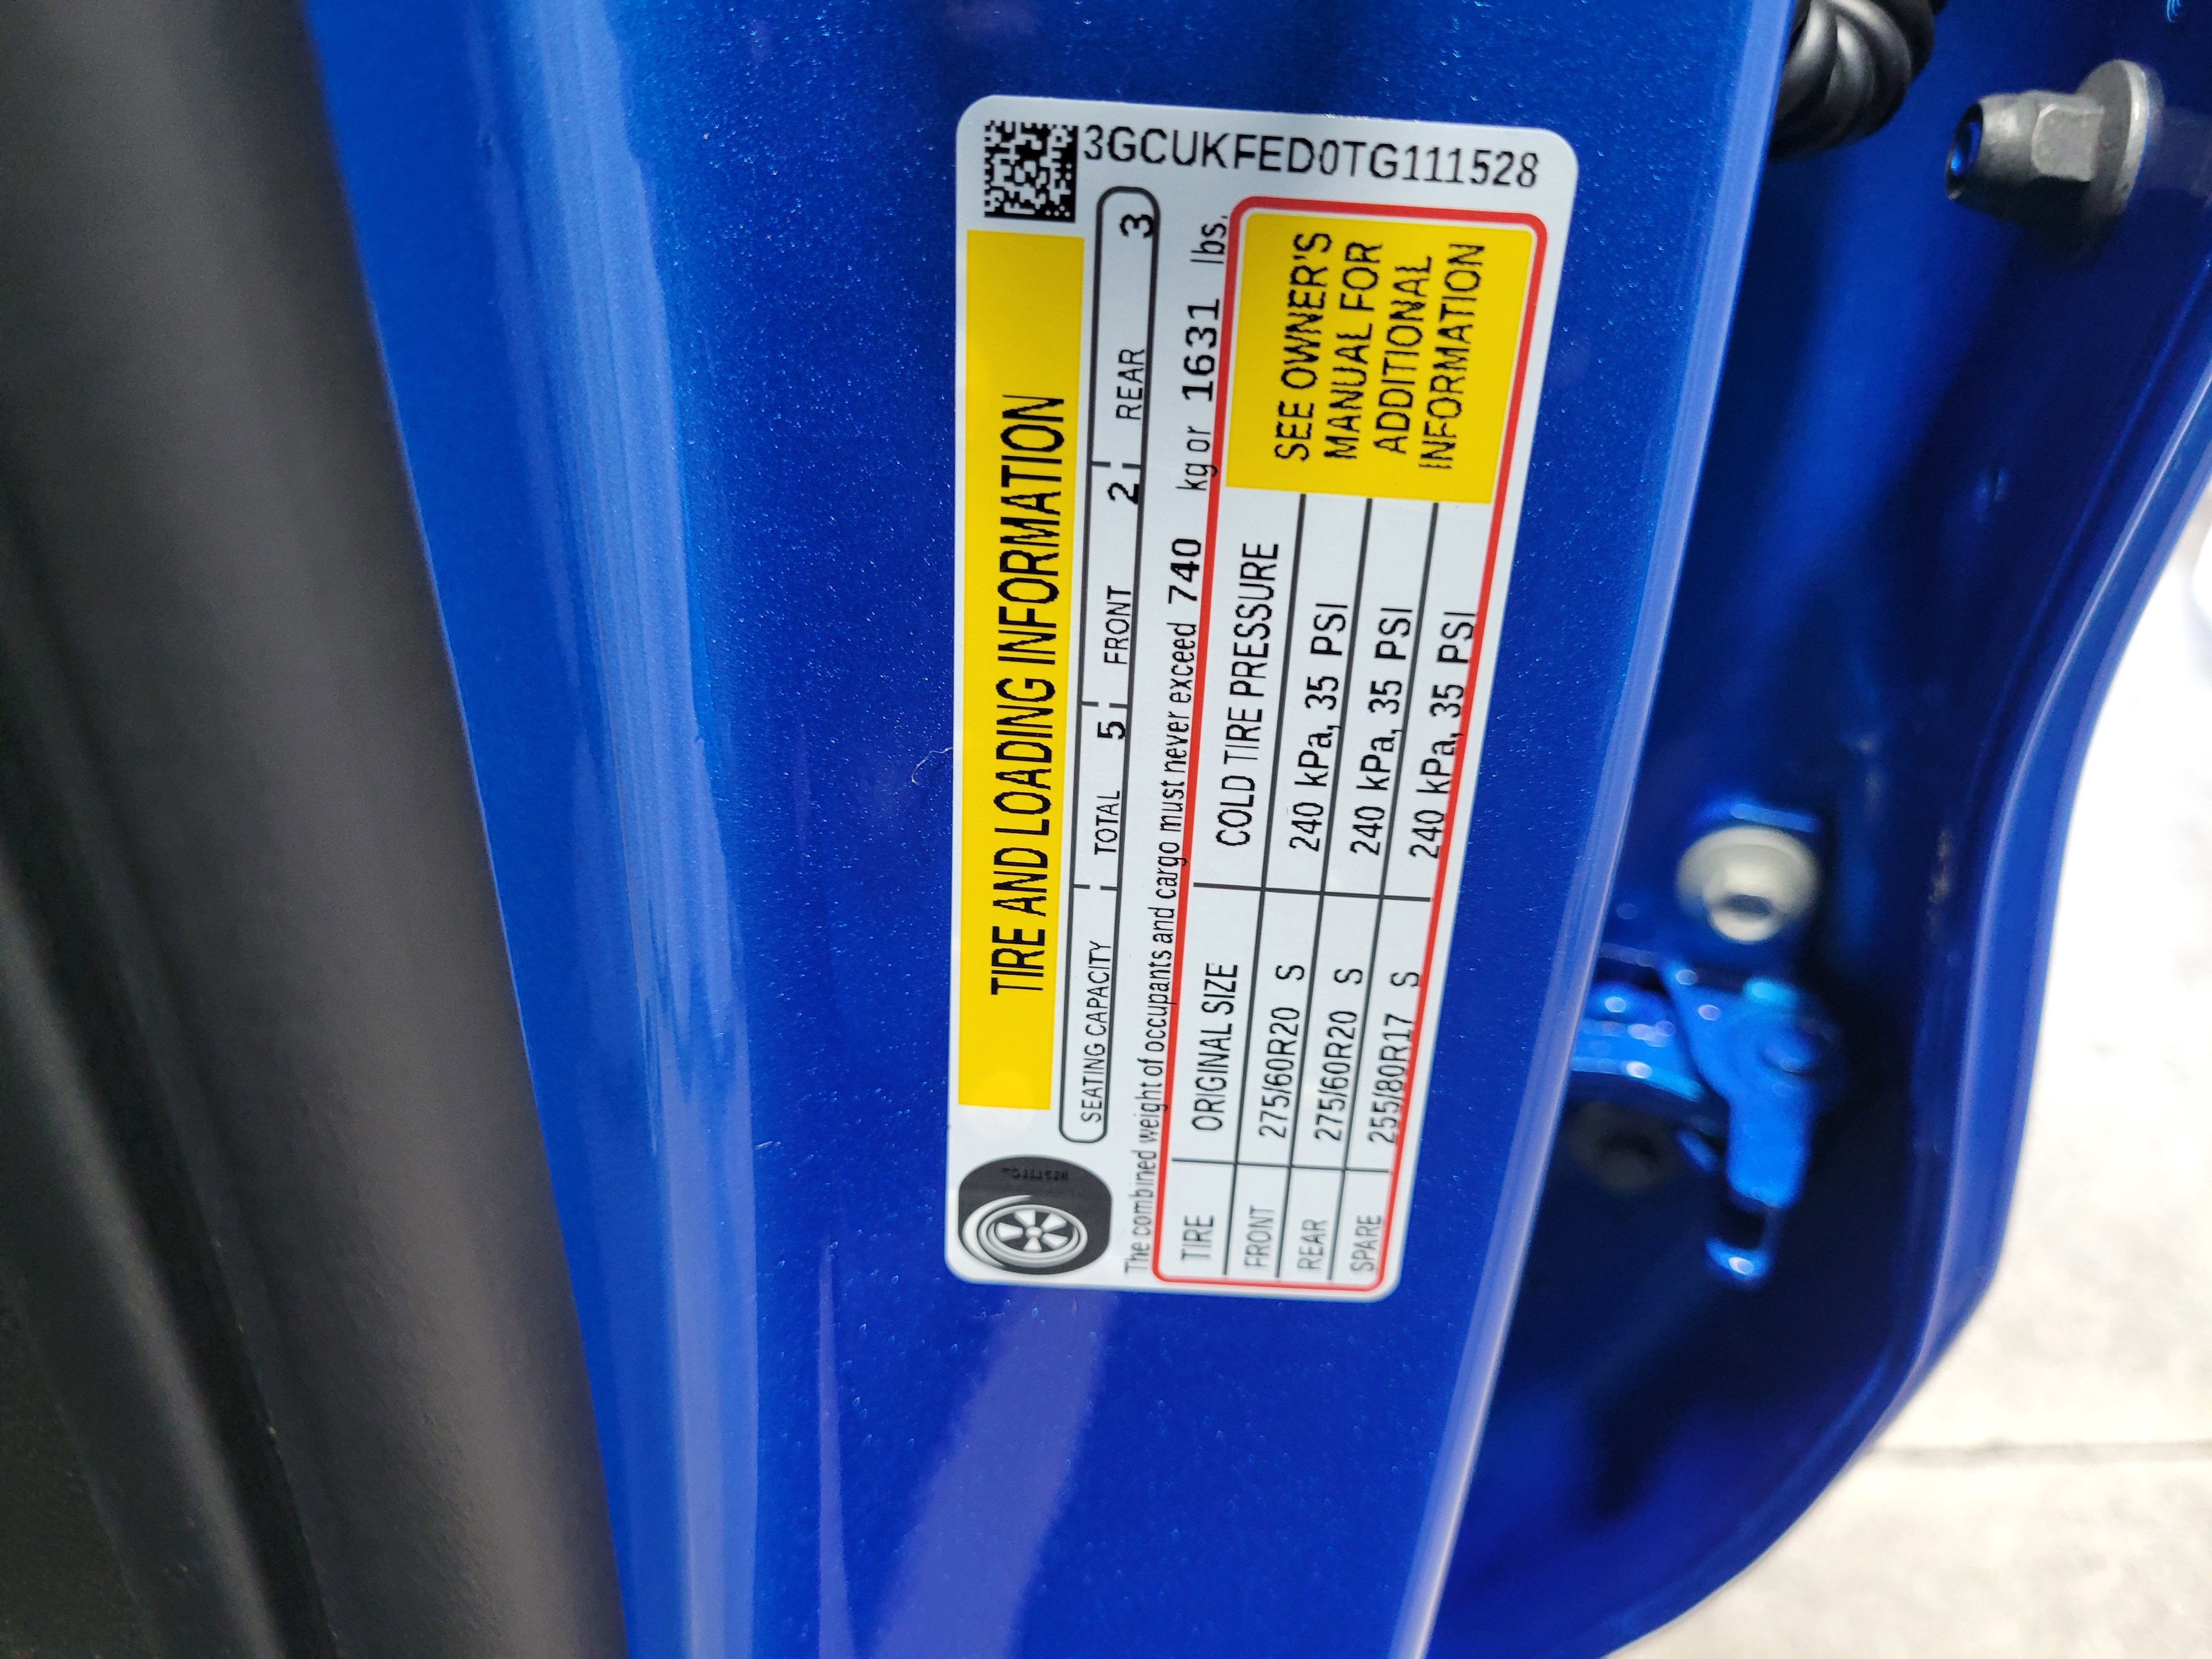 3GCUKFED0TG111528
TIRE AND LOADING INFORMATION
SEATING CAPACITY TOTAL 5 FRONT 2 REAR 3
The combined weight of occupants and cargo must never exceed 740 kg or 1631 lbs.
TIRE ORIGINAL SIZE COLD TIRE PRESSURE
FRONT 275/60R20 S 240 kPa, 35 PSI
REAR 275/60R20 S 240 kPa, 35 PSI
SPARE 255/80R17 S 240 kPa, 35 PSI
SEE OWNER'S
MANUAL FOR
ADDITIONAL
INFORMATION